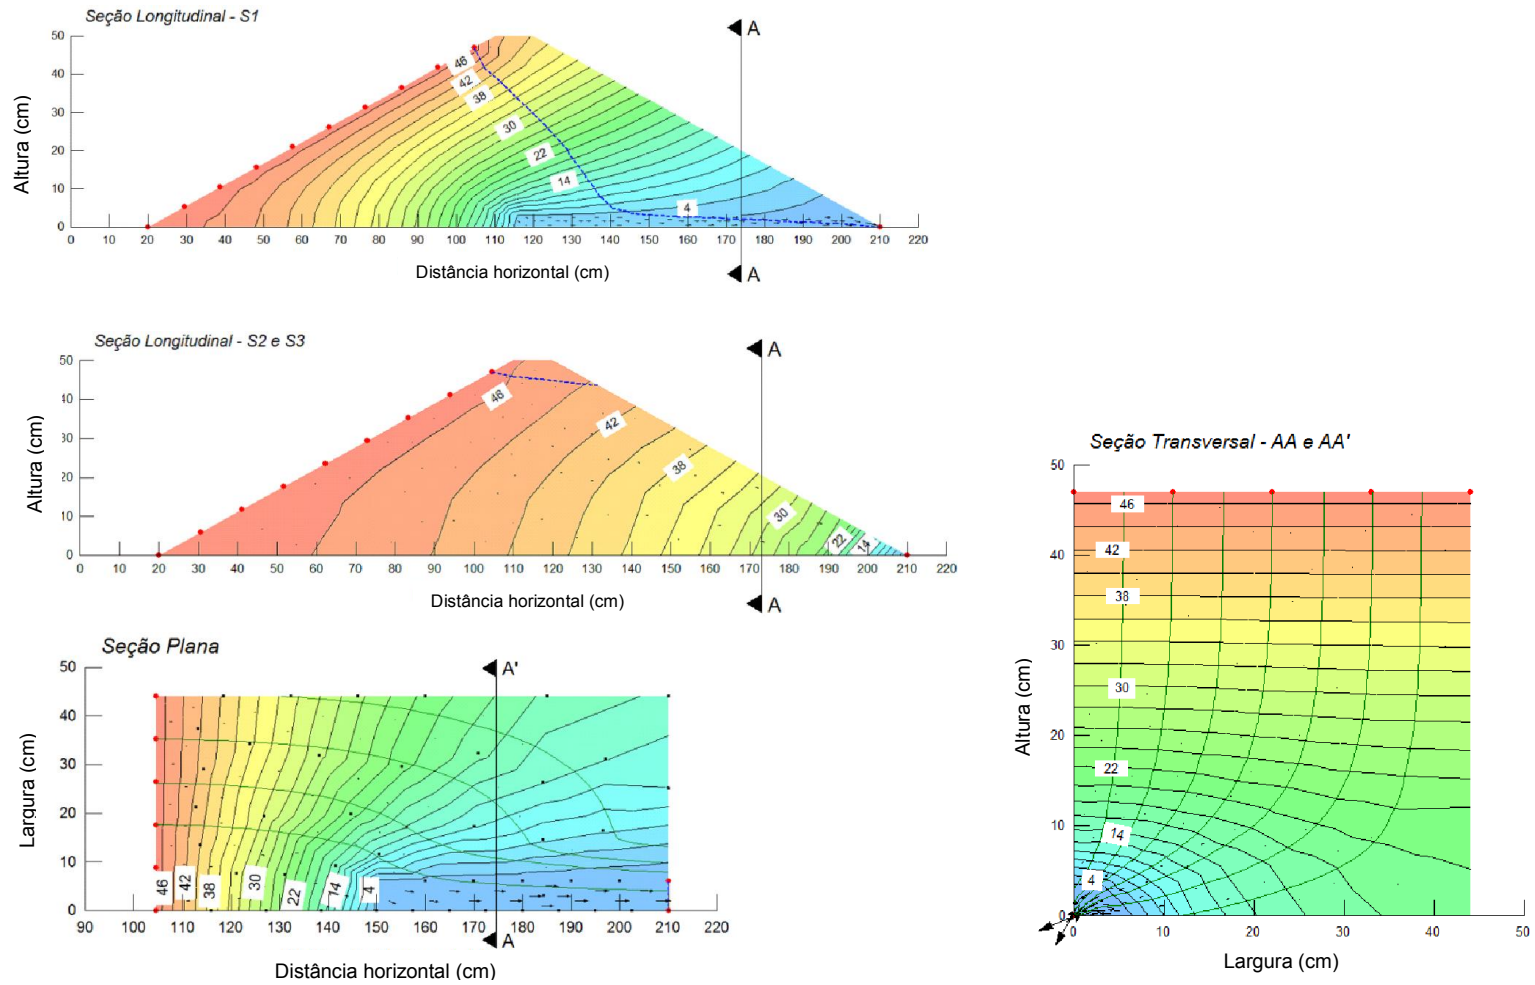 Seção Longitudinal - S1
A
50
40
30
20
10
0
Altura (cm)
46
42
38
30
22
14
4
0 10 20 30 40 50 60 70 80 90 100 110 120 130 140 150 160 170 180 190 200 210 220
A
Distância horizontal (cm)
Seção Longitudinal - S2 e S3
A
50
40
30
20
10
0
Altura (cm)
46
42
38
30
22
14
0 10 20 30 40 50 60 70 80 90 100 110 120 130 140 150 160 170 180 190 200 210 220
A
Distância horizontal (cm)
Seção Plana
A'
50
40
30
20
10
0
Largura (cm)
46 42 38 30 22 14 4
90 100 110 120 130 140 150 160 170 180 190 200 210 220
A
Distância horizontal (cm)
Seção Transversal - AA e AA'
50
40
30
20
10
0
Altura (cm)
46
42
38
30
22
14
4
0 10 20 30 40 50
Largura (cm)